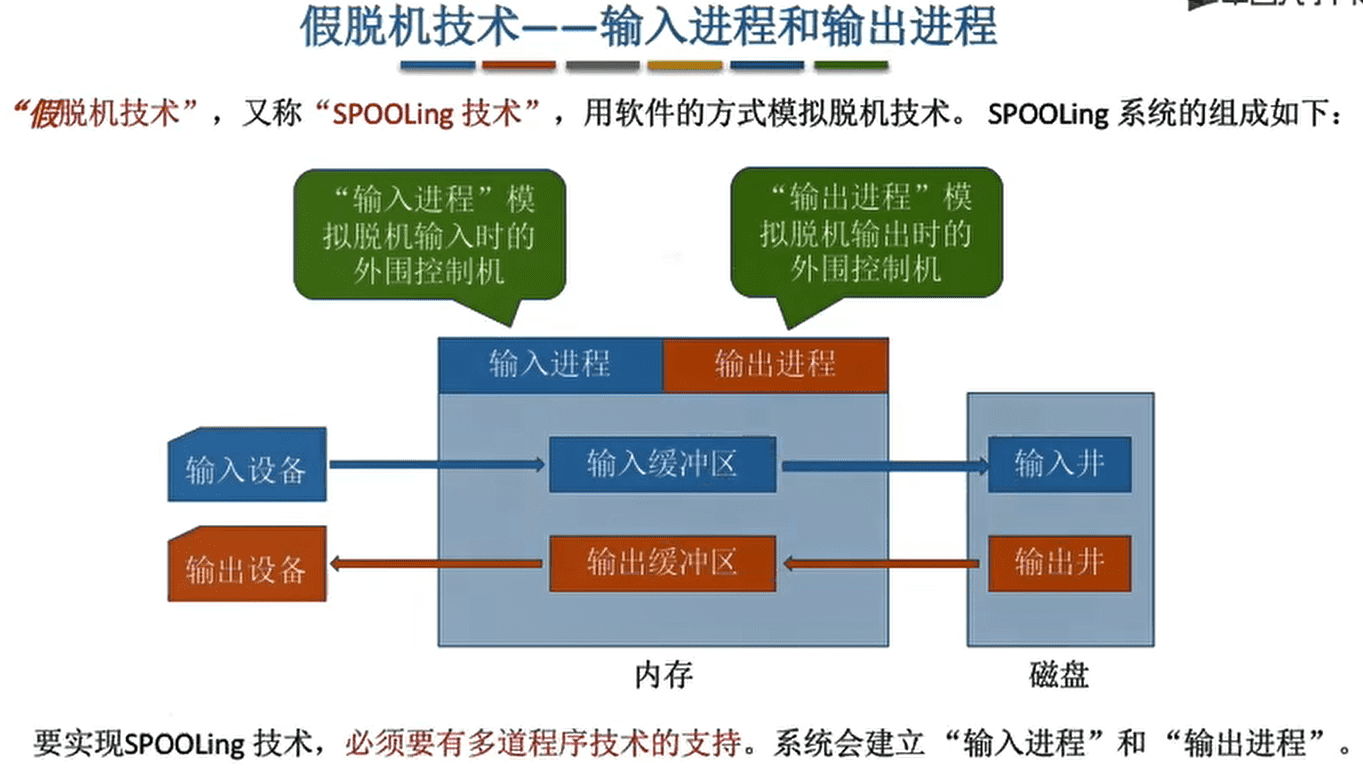 假脱机技术——输入进程和输出进程
“假脱机技术”，又称“SPOOLing 技术”，用软件的方式模拟脱机技术。 SPOOLing 系统的组成如下：
“输入进程”模
拟脱机输入时的
外围控制机
“输出进程”模
拟脱机输出时的
外围控制机
输入进程
输出进程
输入设备
输入缓冲区
输入井
输出设备
输出缓冲区
输出井
内存
磁盘
要实现SPOOLing 技术，必须要有多道程序技术的支持。系统会建立 “输入进程”和 “输出进程”。